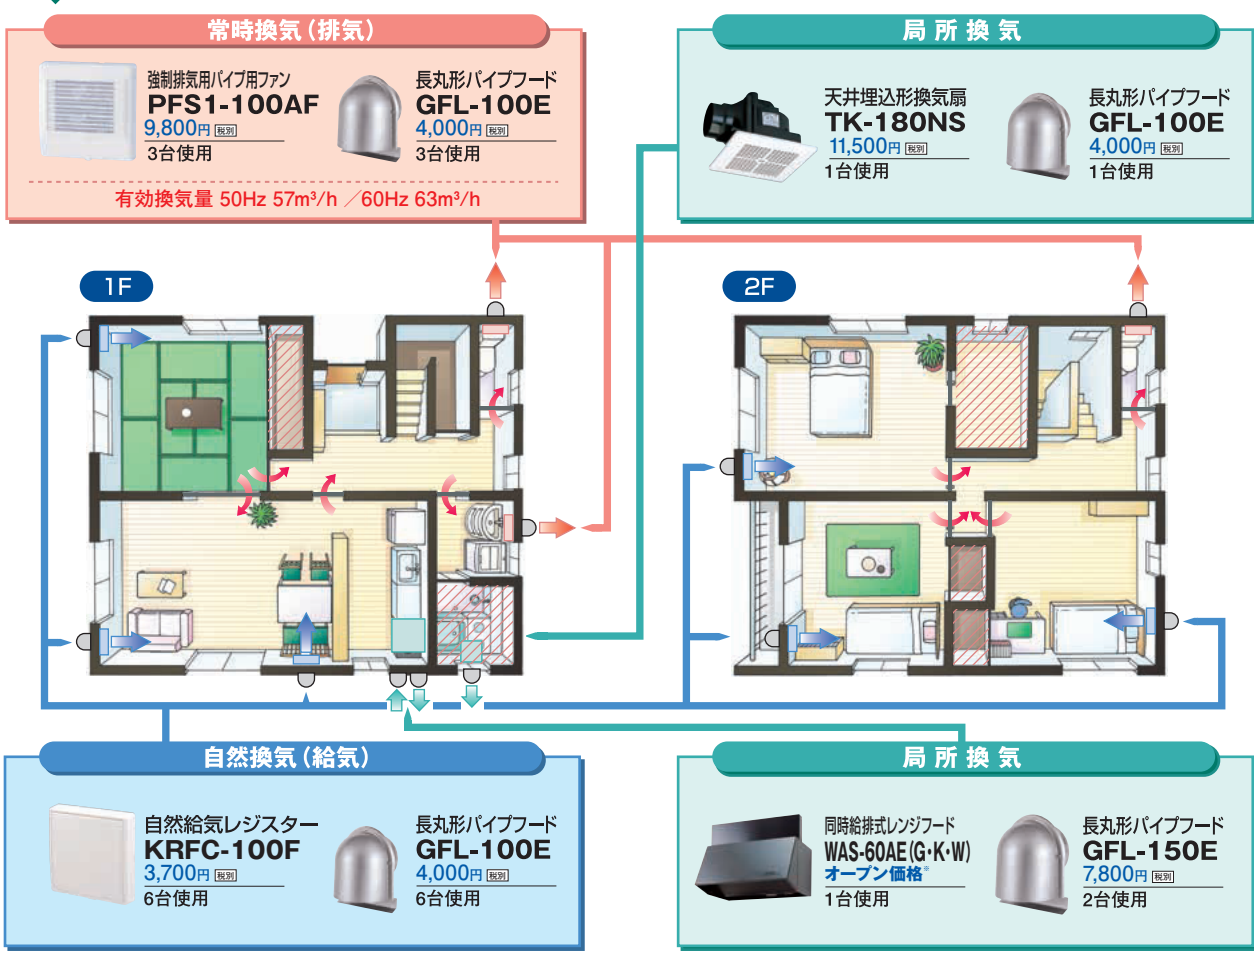 常時換気（排気）
強制排気用パイプ用ファン
PFS1-100AF
9,800円 税別
3台使用
長丸形パイプフード
GFL-100E
4,000円 税別
3台使用
有効換気量 50Hz 57m³/h ／60Hz 63m³/h
局所換気
天井埋込形換気扇
TK-180NS
11,500円 税別
1台使用
長丸形パイプフード
GFL-100E
4,000円 税別
1台使用
1F
2F
自然換気（給気）
自然給気レジスター
KRFC-100F
3,700円 税別
6台使用
長丸形パイプフード
GFL-100E
4,000円 税別
6台使用
局所換気
同時給排式レンジフード
WAS-60AE(G・K・W)
オープン価格※
1台使用
長丸形パイプフード
GFL-150E
7,800円 税別
2台使用